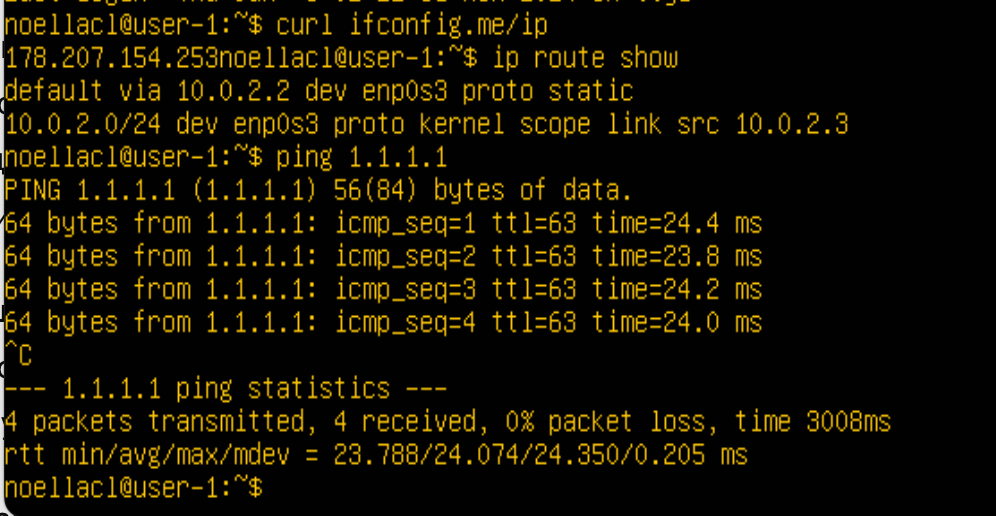 noellacl@user-1:~$ curl ifconfig.me/ip
178.207.154.253noellacl@user-1:~$ ip route show
default via 10.0.2.2 dev enp0s3 proto static
10.0.2.0/24 dev enp0s3 proto kernel scope link src 10.0.2.3
noellacl@user-1:~$ ping 1.1.1.1
PING 1.1.1.1 (1.1.1.1) 56(84) bytes of data.
64 bytes from 1.1.1.1: icmp_seq=1 ttl=63 time=24.4 ms
64 bytes from 1.1.1.1: icmp_seq=2 ttl=63 time=23.8 ms
64 bytes from 1.1.1.1: icmp_seq=3 ttl=63 time=24.2 ms
64 bytes from 1.1.1.1: icmp_seq=4 ttl=63 time=24.0 ms
^C
--- 1.1.1.1 ping statistics ---
4 packets transmitted, 4 received, 0% packet loss, time 3008ms
rtt min/avg/max/mdev = 23.788/24.074/24.350/0.205 ms
noellacl@user-1:~$